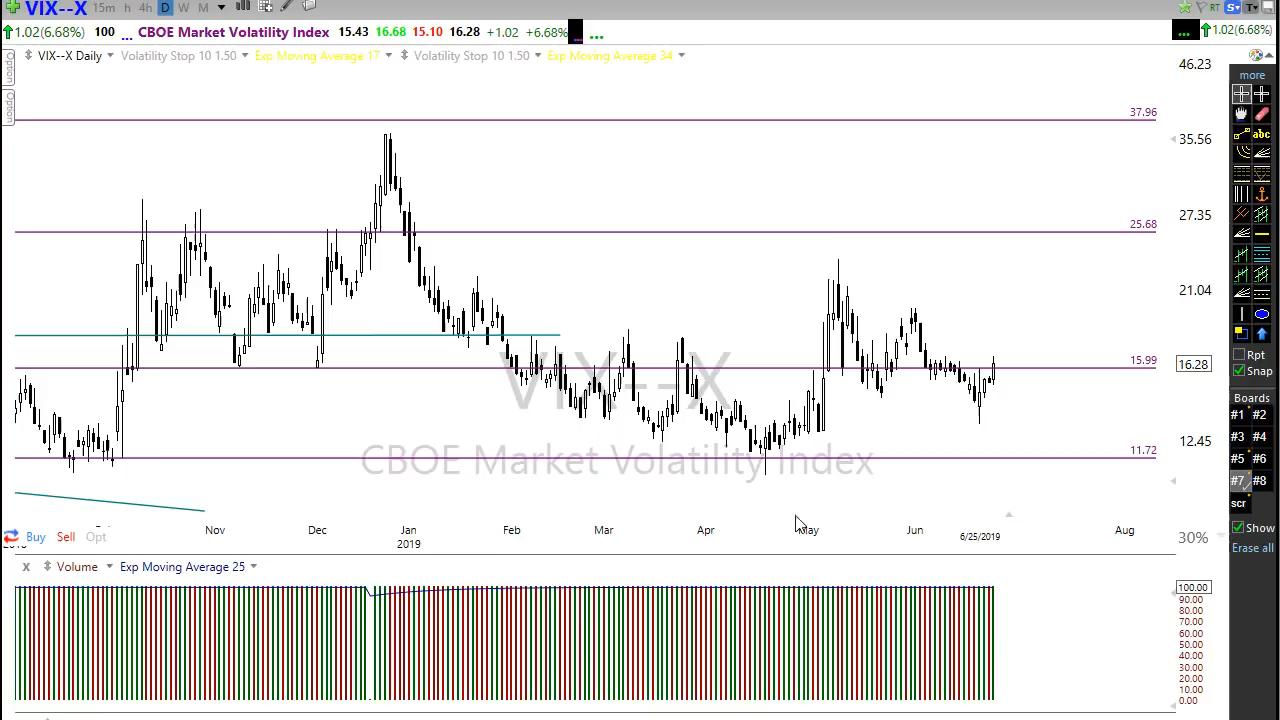 VIX--X 15m h 4h D W M RT S T
1.02(6.68%) 100 ... CBOE Market Volatility Index 15.43 16.68 15.10 16.28 +1.02 +6.68% ... ... 1.02(6.68%)
VIX--X Daily Volatility Stop 10 1.50 Exp Moving Average 17 Volatility Stop 10 1.50 Exp Moving Average 34
Option
Option
46.23
37.96
35.56
27.35
25.68
21.04
15.99
16.28
12.45
11.72
VIX--X
CBOE Market Volatility Index
Nov Dec Jan Feb Mar Apr May Jun 6/25/2019 Aug
2019
Buy Sell Opt
30%
X Volume Exp Moving Average 25
100.00
90.00
80.00
70.00
60.00
50.00
40.00
30.00
20.00
10.00
0.00
more
abc
Rpt
Snap
Boards
#1 #2
#3 #4
#5 #6
#7 #8
scr
Show
Erase all